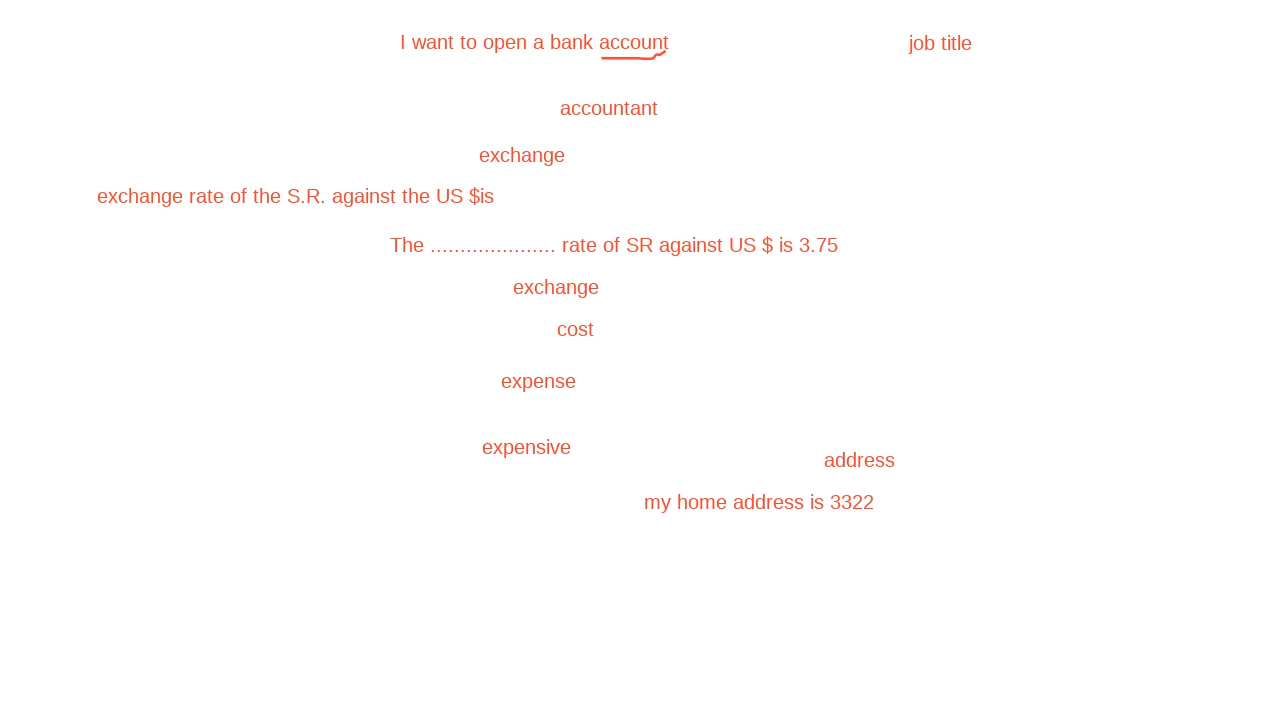 I want to open a bank account
job title
accountant
exchange
exchange rate of the S.R. against the US $is
The ..................... rate of SR against US $ is 3.75
exchange
cost
expense
expensive
address
my home address is 3322